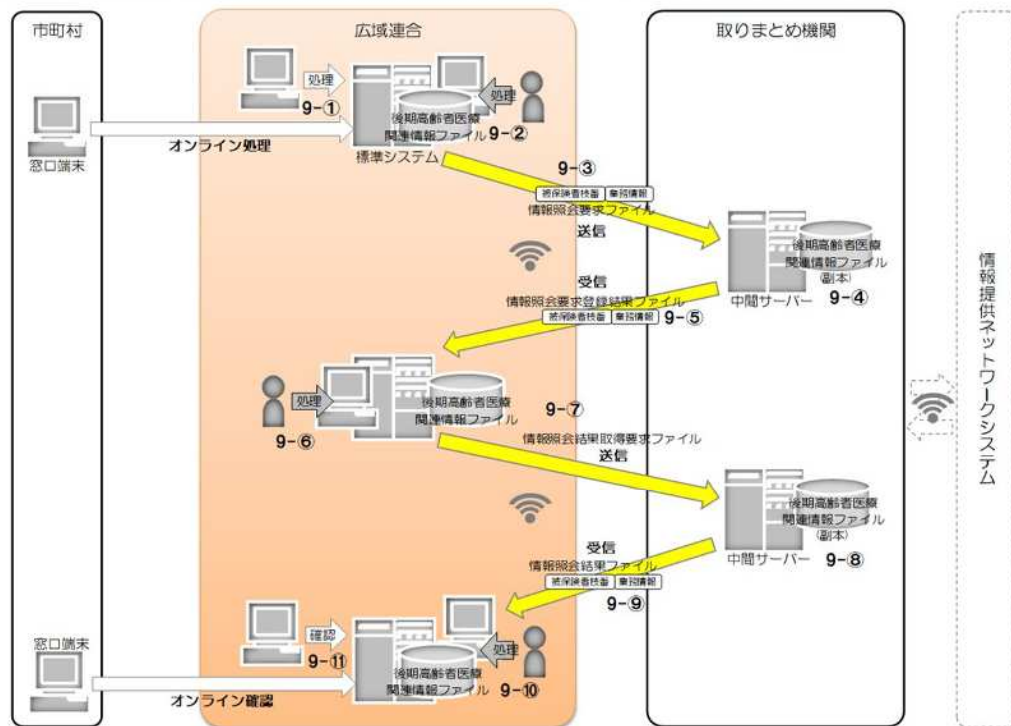 市町村
広域連合
取りまとめ機関
処理
9-①
処理
後期高齢者医療
関連情報ファイル
9-②
標準システム
オンライン処理
窓口端末
9-③
被保険者枝番
業務情報
情報照会要求ファイル
送信
後期高齢者医療
関連情報ファイル
(副本)
中間サーバー
9-④
受信
情報照会要求登録結果ファイル
被保険者枝番
業務情報
9-⑤
処理
9-⑥
後期高齢者医療
関連情報ファイル
9-⑦
情報照会結果取得要求ファイル
送信
後期高齢者医療
関連情報ファイル
(副本)
中間サーバー
9-⑧
受信
情報照会結果ファイル
被保険者枝番
業務情報
9-⑨
確認
9-⑪
処理
後期高齢者医療
関連情報ファイル
9-⑩
窓口端末
オンライン確認
情報提供ネットワークシステム